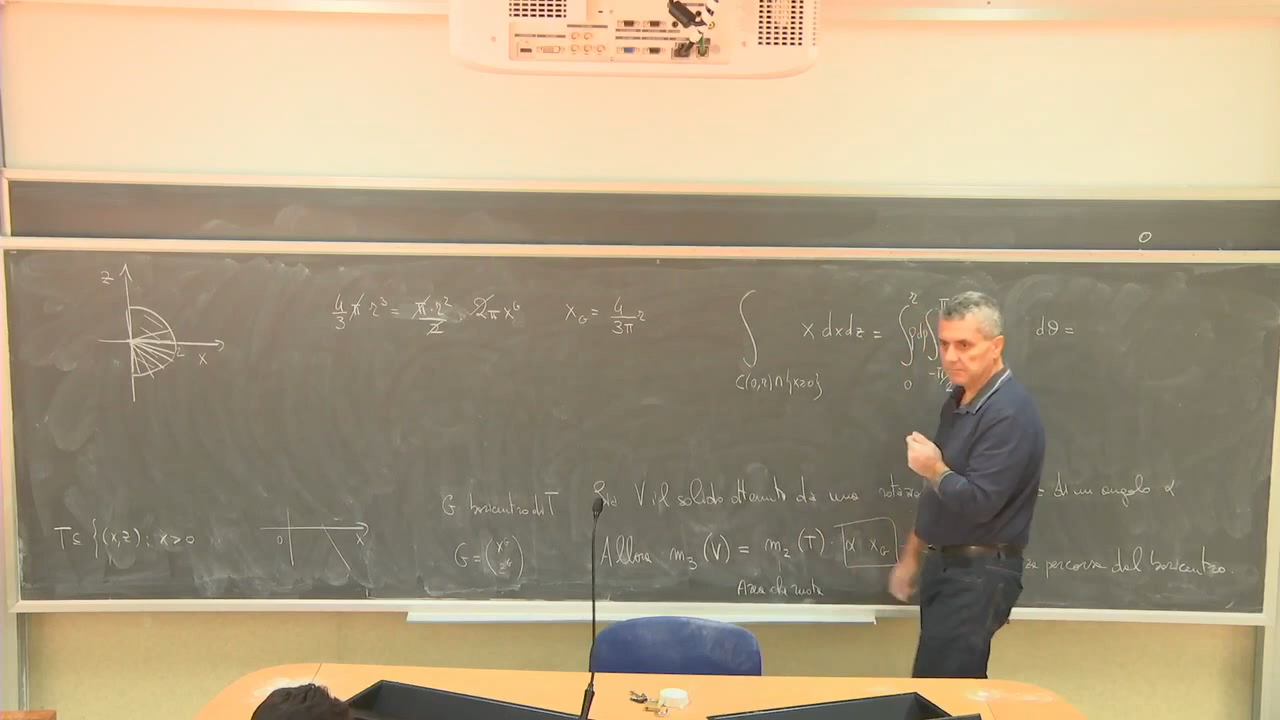 z
x
r
4/3 π r³ = π·r²/2 · 2π x_G
x_G = 4/3π r
∫ x dx dz = ∫ ρ dρ ∫ dθ =
C(0,r)∩{x≥0}
0
r
0
G baricentro di T
Sia V il solido ottenuto da una
di un angolo α
T ⊆ {(x,z): x>0
0
x
G = (x_G z_G)
Allora m₃(V) = m₂(T) · α x_G
percorsa dal baricentro.
Area che ruota